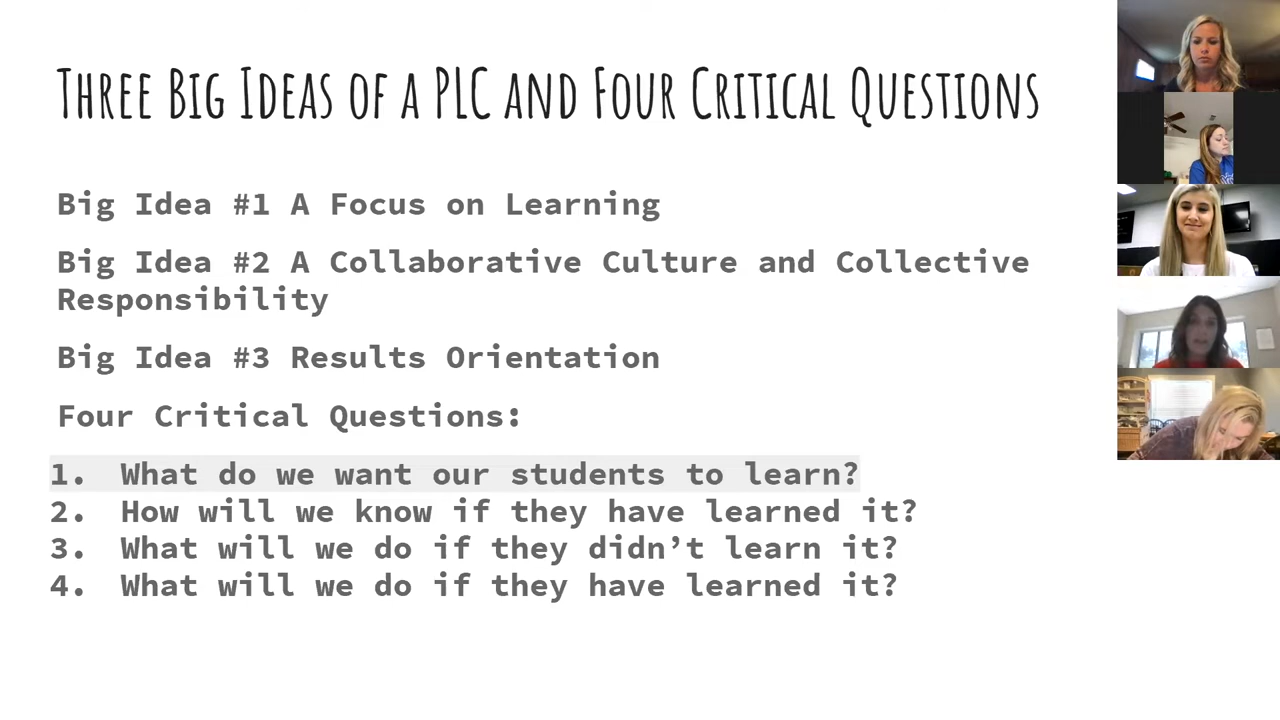 Three Big Ideas of a PLC and Four Critical Questions
Big Idea #1 A Focus on Learning
Big Idea #2 A Collaborative Culture and Collective
Responsibility
Big Idea #3 Results Orientation
Four Critical Questions:
1. What do we want our students to learn?
2. How will we know if they have learned it?
3. What will we do if they didn’t learn it?
4. What will we do if they have learned it?